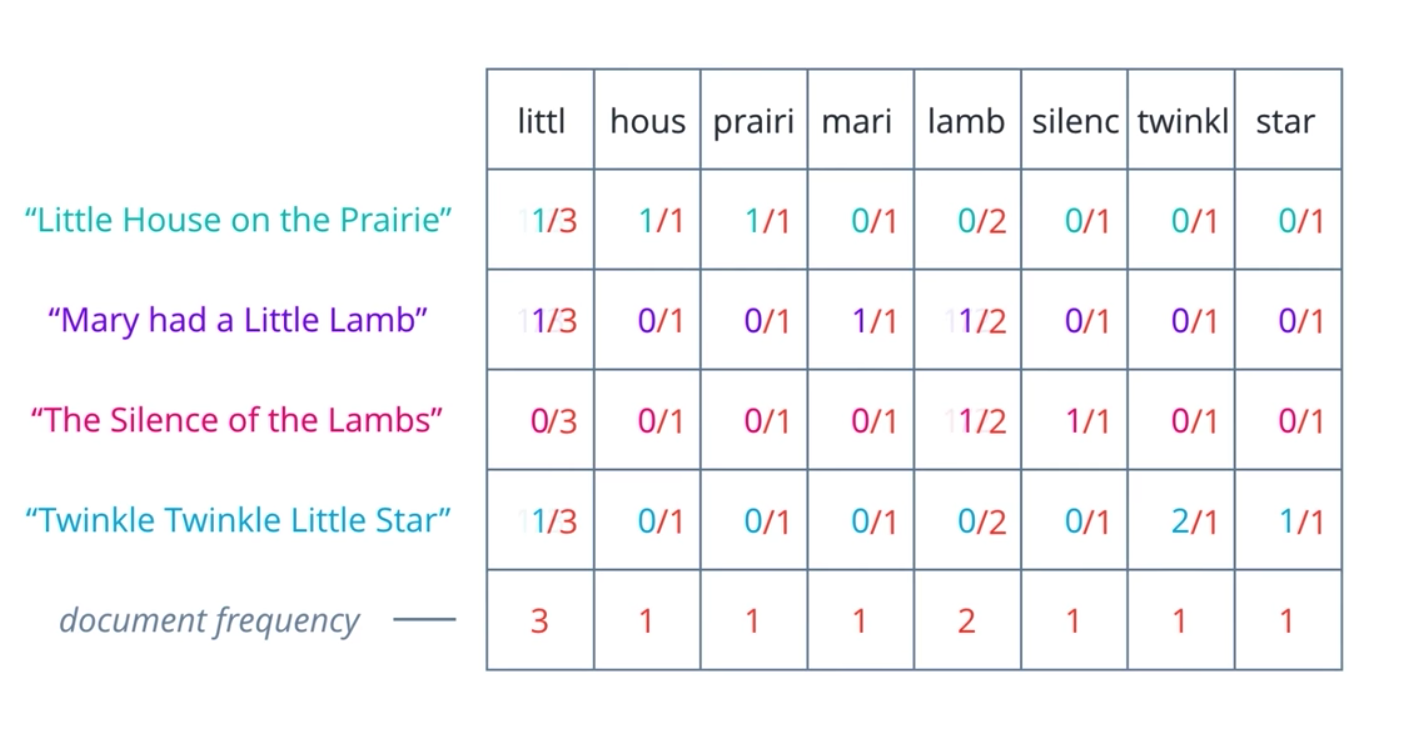 littl hous prairi mari lamb silenc twinkl star
“Little House on the Prairie” 1/3 1/1 1/1 0/1 0/2 0/1 0/1 0/1
“Mary had a Little Lamb” 1/3 0/1 0/1 1/1 1/2 0/1 0/1 0/1
“The Silence of the Lambs” 0/3 0/1 0/1 0/1 1/2 1/1 0/1 0/1
“Twinkle Twinkle Little Star” 1/3 0/1 0/1 0/1 0/2 0/1 2/1 1/1
document frequency 3 1 1 1 2 1 1 1